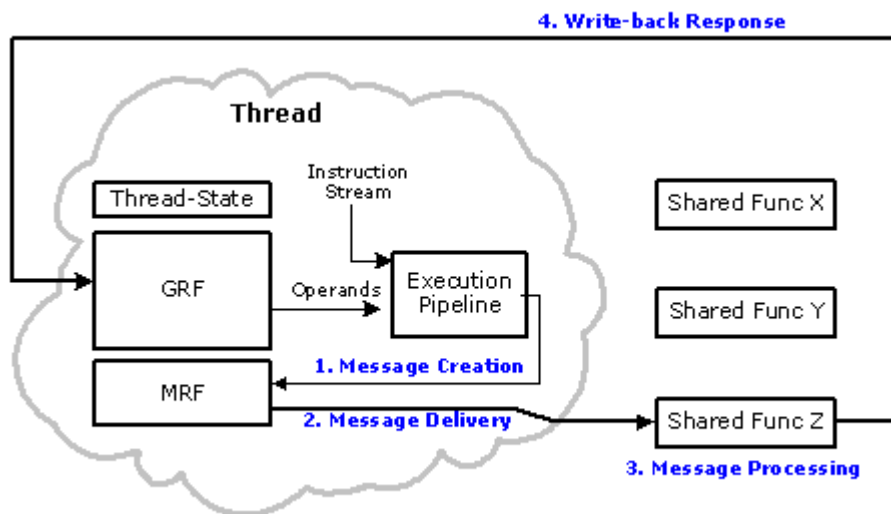 4. Write-back Response
Thread
Instruction
Stream
Thread-State
Shared Func X
GRF
Operands
Execution
Pipeline
Shared Func Y
1. Message Creation
MRF
2. Message Delivery
Shared Func Z
3. Message Processing